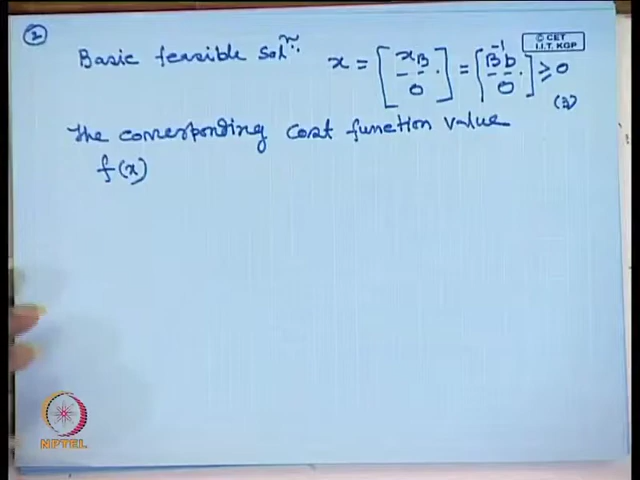 ② Basic feasible Solⁿ: x = [x_B / 0] = [B⁻¹b / 0] ≥ 0
© CET
I.I.T. KGP
(2)
The corresponding cost function value
f(x)
NPTEL